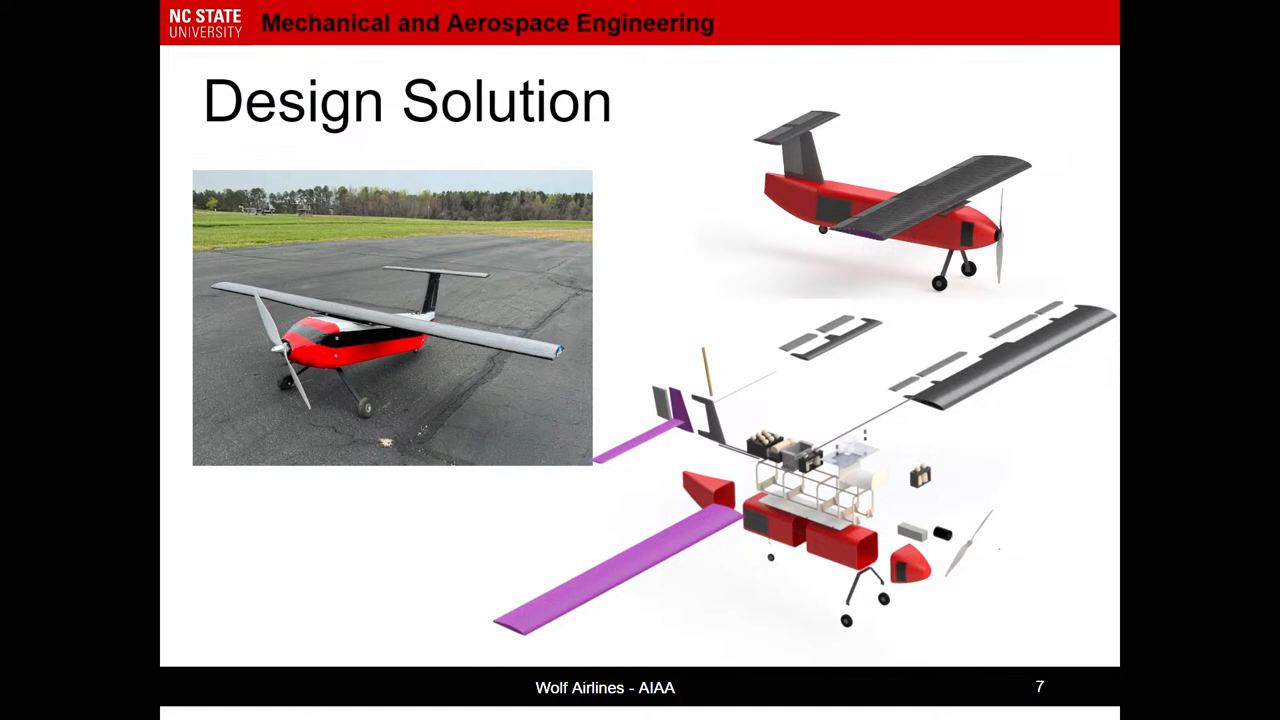 NC STATE
UNIVERSITY
Mechanical and Aerospace Engineering
Design Solution
Wolf Airlines - AIAA
7